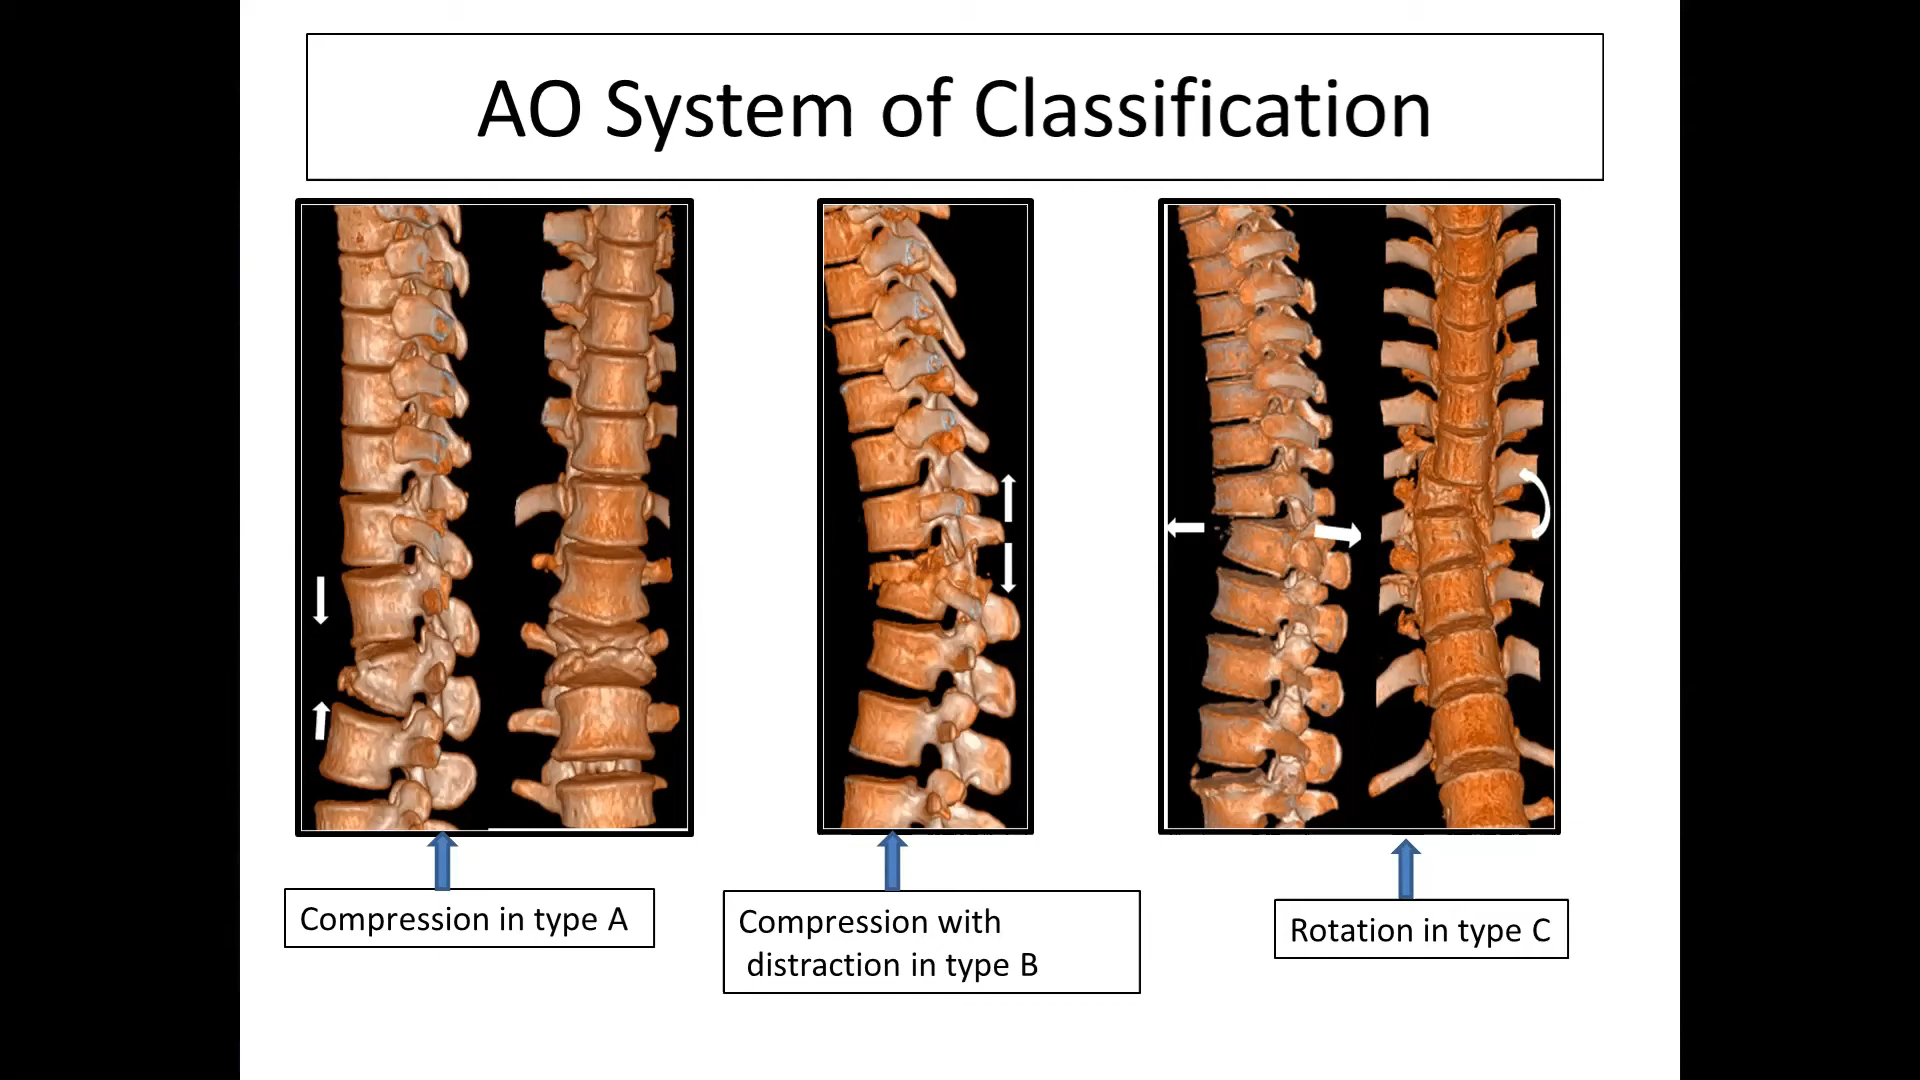 AO System of Classification
Compression in type A
Compression with
distraction in type B
Rotation in type C